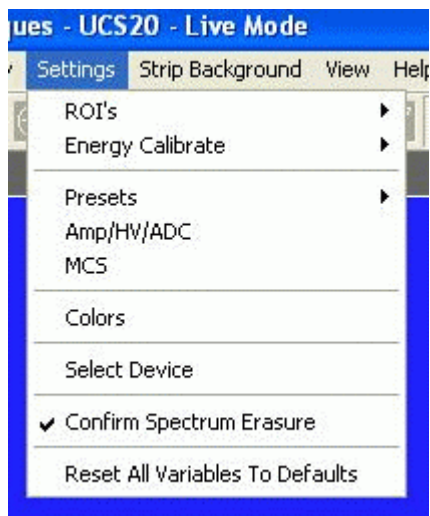 ues - UCS20 - Live Mode
Settings Strip Background View Help
ROI's
Energy Calibrate
Presets
Amp/HV/ADC
MCS
Colors
Select Device
Confirm Spectrum Erasure
Reset All Variables To Defaults